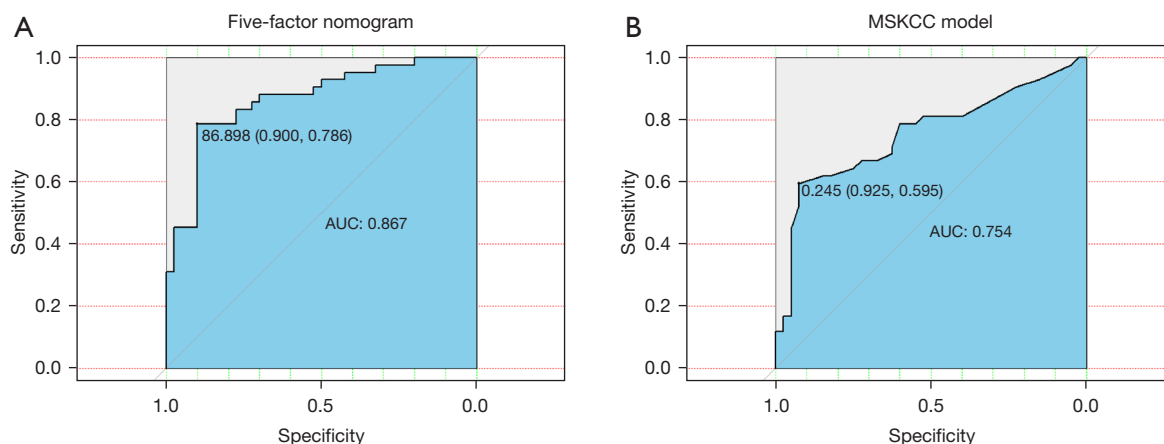 A
Five-factor nomogram
1.0
0.8
0.6
0.4
0.2
0.0
Sensitivity
86.898 (0.900, 0.786)
AUC: 0.867
1.0
0.5
0.0
Specificity
B
MSKCC model
1.0
0.8
0.6
0.4
0.2
0.0
Sensitivity
0.245 (0.925, 0.595)
AUC: 0.754
1.0
0.5
0.0
Specificity